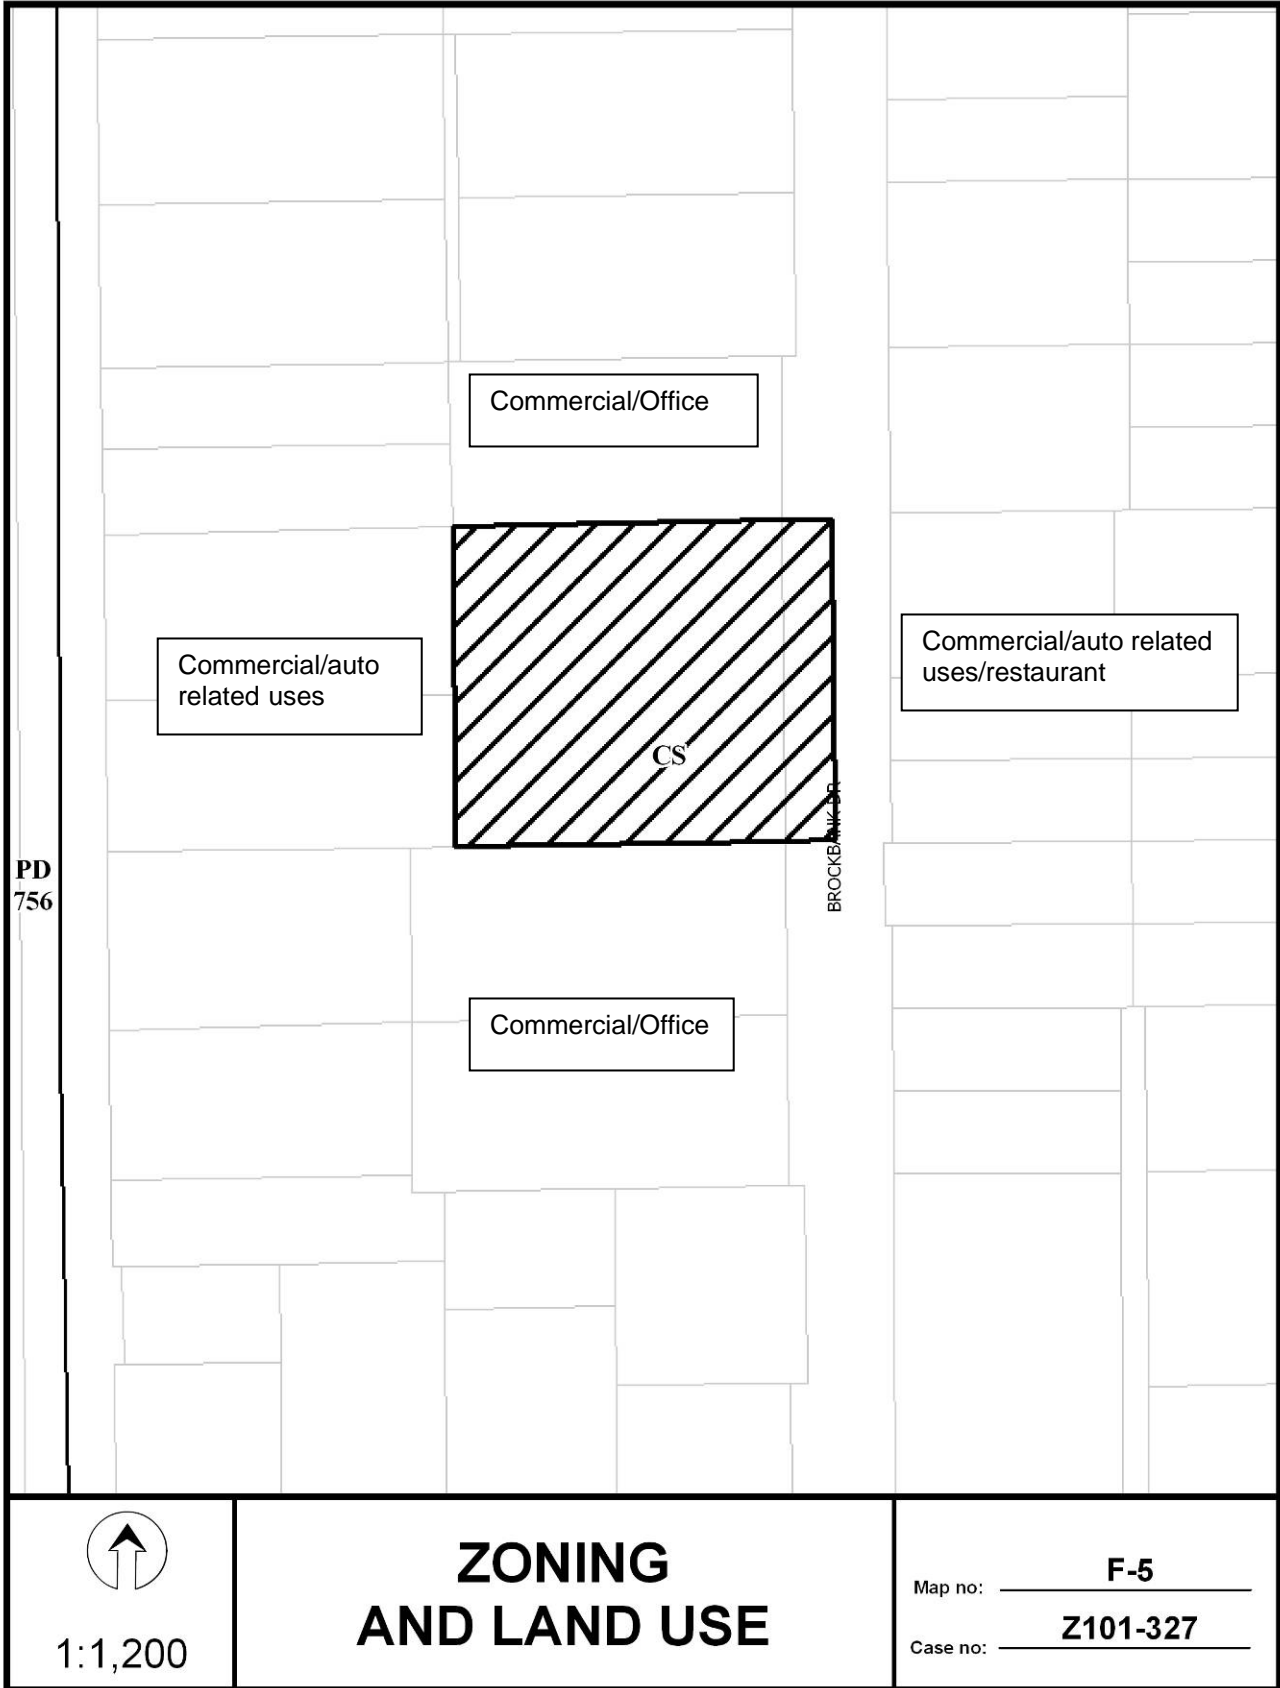 Commercial/Office
Commercial/auto
related uses
Commercial/auto related
uses/restaurant
CS
BROCKBANK DR
PD
756
Commercial/Office
1:1,200
ZONING
AND LAND USE
Map no: F-5
Case no: Z101-327